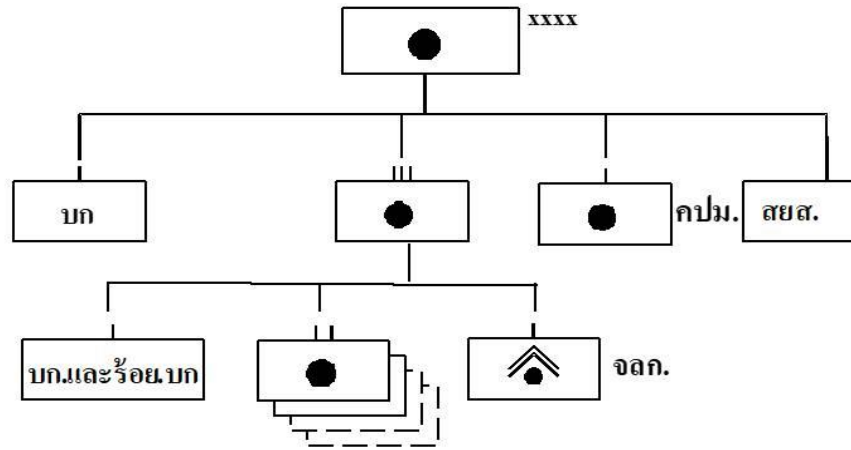 xxxx
บก
คปม.
สยส.
บก.และร้อย.บก
จลก.